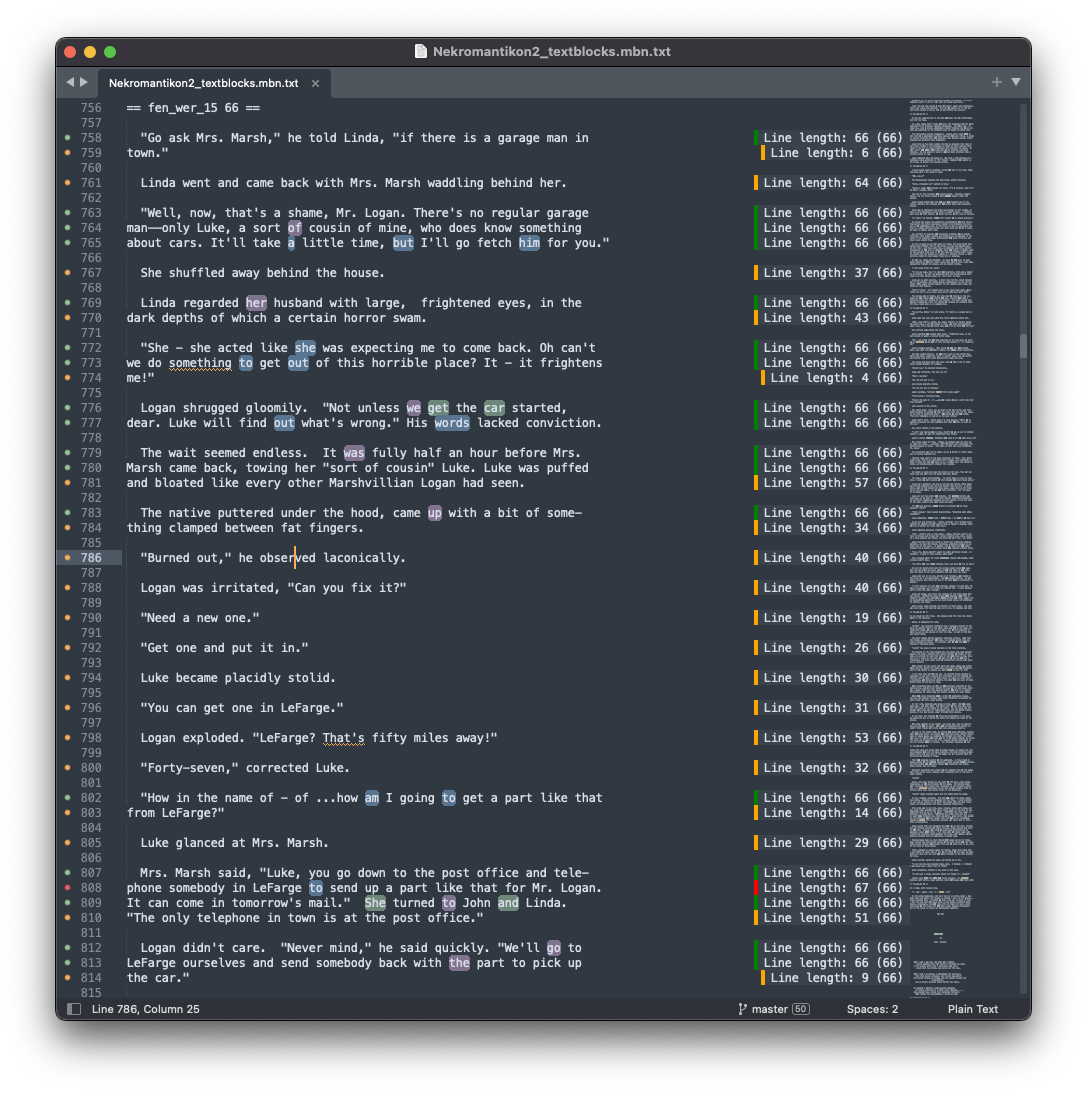 Nekromantikon2_textblocks.mbn.txt
Nekromantikon2_textblocks.mbn.txt ×
756 == fen_wer_15 66 ==
757
758 "Go ask Mrs. Marsh," he told Linda, "if there is a garage man in Line length: 66 (66)
759 town." Line length: 6 (66)
760
761 Linda went and came back with Mrs. Marsh waddling behind her. Line length: 64 (66)
762
763 "Well, now, that's a shame, Mr. Logan. There's no regular garage Line length: 66 (66)
764 man——only Luke, a sort of cousin of mine, who does know something Line length: 66 (66)
765 about cars. It'll take a little time, but I'll go fetch him for you." Line length: 66 (66)
766
767 She shuffled away behind the house. Line length: 37 (66)
768
769 Linda regarded her husband with large,  frightened eyes, in the Line length: 66 (66)
770 dark depths of which a certain horror swam. Line length: 43 (66)
771
772 "She – she acted like she was expecting me to come back. Oh can't Line length: 66 (66)
773 we do something to get out of this horrible place? It – it frightens Line length: 66 (66)
774 me!" Line length: 4 (66)
775
776 Logan shrugged gloomily.  "Not unless we get the car started, Line length: 66 (66)
777 dear. Luke will find out what's wrong." His words lacked conviction. Line length: 66 (66)
778
779 The wait seemed endless.  It was fully half an hour before Mrs. Line length: 66 (66)
780 Marsh came back, towing her "sort of cousin" Luke. Luke was puffed Line length: 66 (66)
781 and bloated like every other Marshvillian Logan had seen. Line length: 57 (66)
782
783 The native puttered under the hood, came up with a bit of some– Line length: 66 (66)
784 thing clamped between fat fingers. Line length: 34 (66)
785
786 "Burned out," he observed laconically. Line length: 40 (66)
787
788 Logan was irritated, "Can you fix it?" Line length: 40 (66)
789
790 "Need a new one." Line length: 19 (66)
791
792 "Get one and put it in." Line length: 26 (66)
793
794 Luke became placidly stolid. Line length: 30 (66)
795
796 "You can get one in LeFarge." Line length: 31 (66)
797
798 Logan exploded. "LeFarge? That's fifty miles away!" Line length: 53 (66)
799
800 "Forty-seven," corrected Luke. Line length: 32 (66)
801
802 "How in the name of – of ...how am I going to get a part like that Line length: 66 (66)
803 from LeFarge?" Line length: 14 (66)
804
805 Luke glanced at Mrs. Marsh. Line length: 29 (66)
806
807 Mrs. Marsh said, "Luke, you go down to the post office and tele– Line length: 66 (66)
808 phone somebody in LeFarge to send up a part like that for Mr. Logan. Line length: 67 (66)
809 It can come in tomorrow's mail."  She turned to John and Linda. Line length: 66 (66)
810 "The only telephone in town is at the post office." Line length: 51 (66)
811
812 Logan didn't care.  "Never mind," he said quickly. "We'll go to Line length: 66 (66)
813 LeFarge ourselves and send somebody back with the part to pick up Line length: 66 (66)
814 the car." Line length: 9 (66)
815
Line 786, Column 25 master 50 Spaces: 2 Plain Text